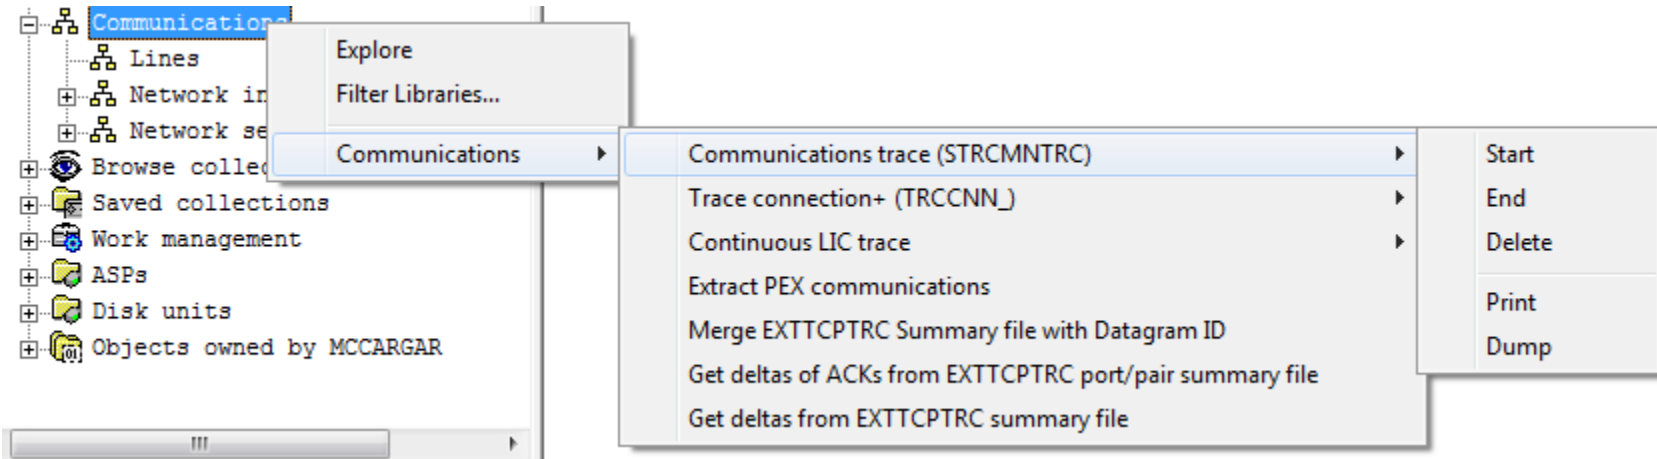 Communications
Lines
Network in
Network se
Browse collec
Saved collections
Work management
ASPs
Disk units
Objects owned by MCCARGAR
Explore
Filter Libraries...
Communications
Communications trace (STRCMNTRC)
Trace connection+ (TRCCNN_)
Continuous LIC trace
Extract PEX communications
Merge EXTTCPTRC Summary file with Datagram ID
Get deltas of ACKs from EXTTCPTRC port/pair summary file
Get deltas from EXTTCPTRC summary file
Start
End
Delete
Print
Dump